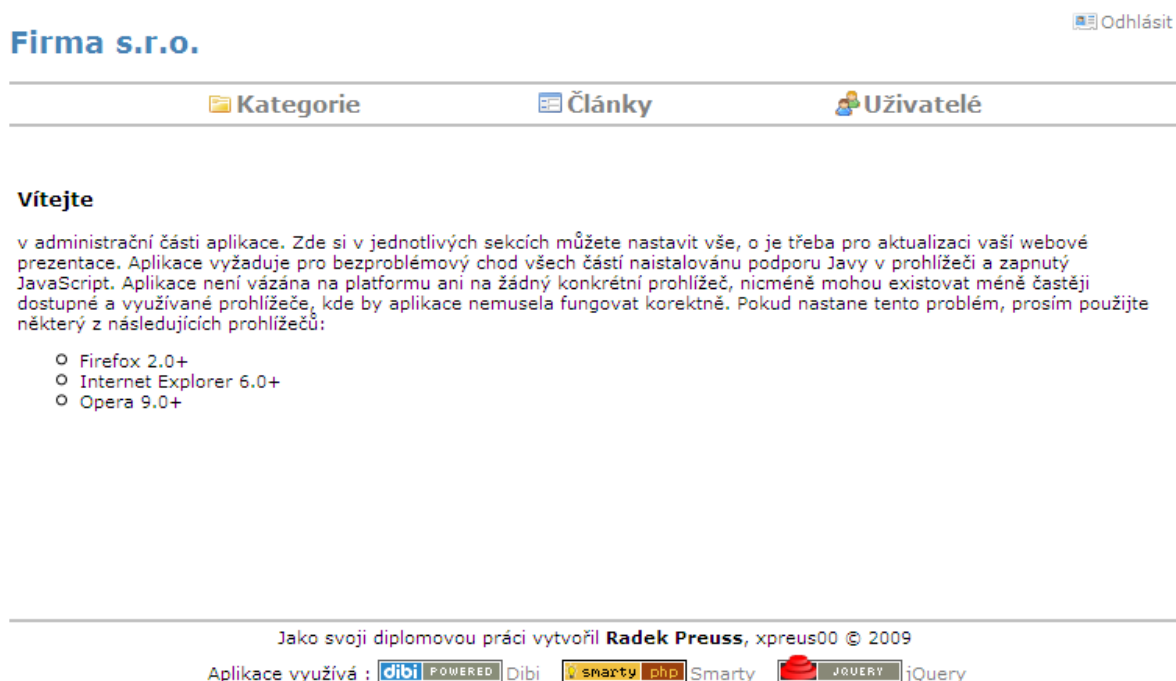 Odhlásit
Firma s.r.o.
Kategorie Články Uživatelé
Vítejte
v administrační části aplikace. Zde si v jednotlivých sekcích můžete nastavit vše, o je třeba pro aktualizaci vaší webové
prezentace. Aplikace vyžaduje pro bezproblémový chod všech částí naistalovánu podporu Javy v prohlížeči a zapnutý
JavaScript. Aplikace není vázána na platformu ani na žádný konkrétní prohlížeč, nicméně mohou existovat méně častěji
dostupné a využívané prohlížeče, kde by aplikace nemusela fungovat korektně. Pokud nastane tento problém, prosím použijte
některý z následujících prohlížečů:
Firefox 2.0+
Internet Explorer 6.0+
Opera 9.0+
Jako svoji diplomovou práci vytvořil Radek Preuss, xpreus00 © 2009
Aplikace využívá : dibi POWERED Dibi smarty php Smarty JQUERY jQuery